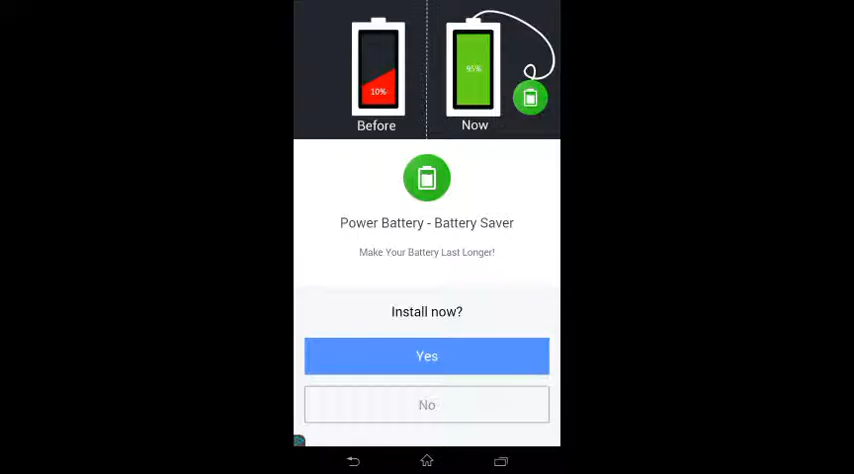 10%
95%
Before
Now
Power Battery - Battery Saver
Make Your Battery Last Longer!
Install now?
Yes
No